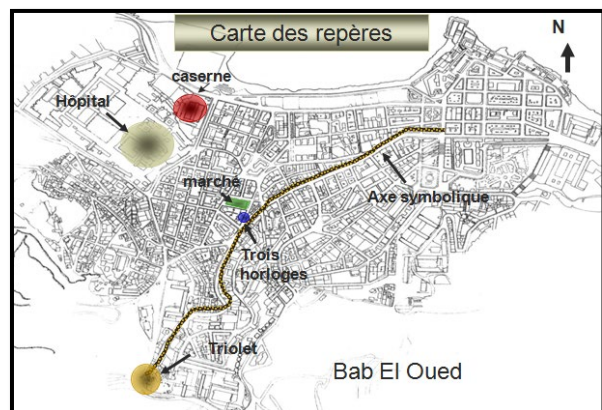 Carte des repères
N
caserne
Hôpital
marché
Axe symbolique
Trois
horloges
Triolet
Bab El Oued